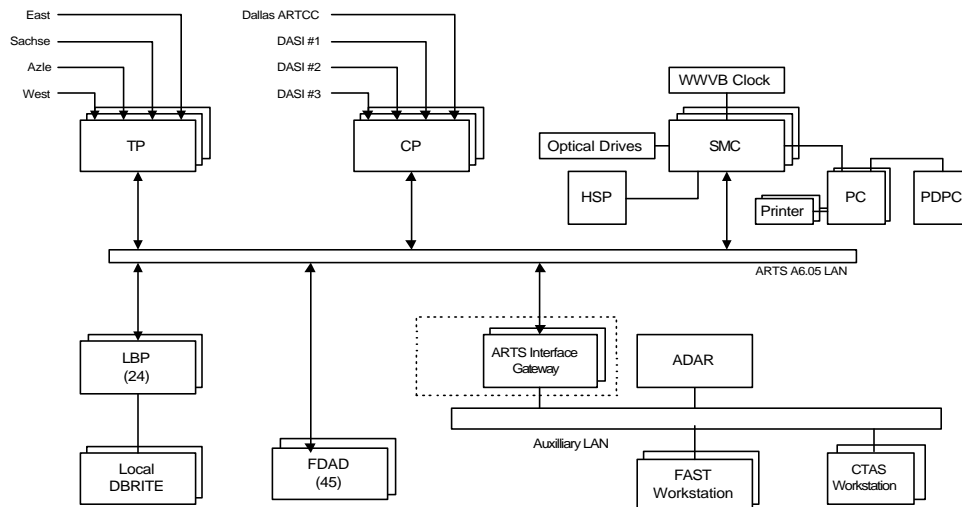 East
Sachse
Azle
West
Dallas ARTCC
DASI #1
DASI #2
DASI #3
WWVB Clock
TP
CP
Optical Drives
SMC
HSP
Printer
PC
PDPC
ARTS A6.05 LAN
LBP
(24)
ARTS Interface
Gateway
ADAR
Auxilliary LAN
Local
DBRITE
FDAD
(45)
FAST
Workstation
CTAS
Workstation